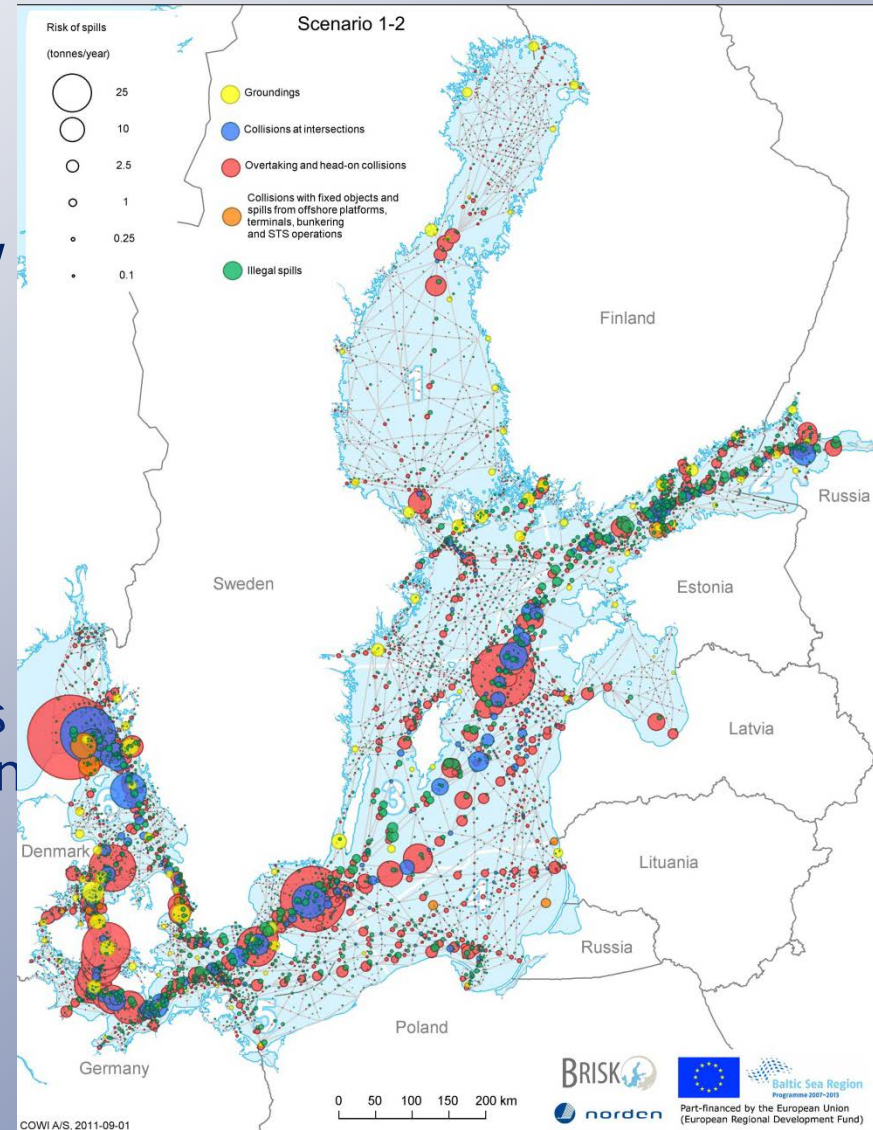 Scenario 1-2
Risk of spills
(tonnes/year)
25
10
2.5
1
0.25
0.1
Groundings
Collisions at intersections
Overtaking and head-on collisions
Collisions with fixed objects and
spills from offshore platforms,
terminals, bunkering
and STS operations
Illegal spills
Finland
1
2
Russia
Sweden
Estonia
Latvia
3
Denmark
Lituania
4
Russia
Poland
Germany
BRISK
norden
Baltic Sea Region
Programme 2007-2013
Part-financed by the European Union
(European Regional Development Fund)
0 50 100 200 km
COWI A/S, 2011-09-01